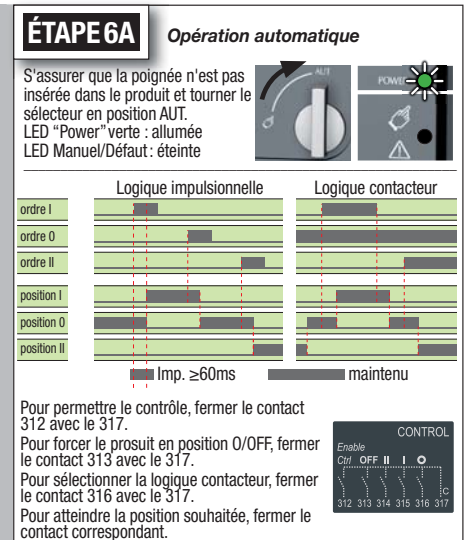 ÉTAPE 6A
Opération automatique
S'assurer que la poignée n'est pas
insérée dans le produit et tourner le
sélecteur en position AUT.
LED “Power” verte : allumée
LED Manuel/Défaut : éteinte
AUT
POWER
Logique impulsionnelle
Logique contacteur
ordre I
ordre 0
ordre II
position I
position 0
position II
Imp. ≥60ms
maintenu
Pour permettre le contrôle, fermer le contact
312 avec le 317.
Pour forcer le prosuit en position O/OFF, fermer
le contact 313 avec le 317.
Pour sélectionner la logique contacteur, fermer
le contact 316 avec le 317.
Pour atteindre la position souhaitée, fermer le
contact correspondant.
CONTROL
Enable
Ctrl OFF II I O
C
312 313 314 315 316 317